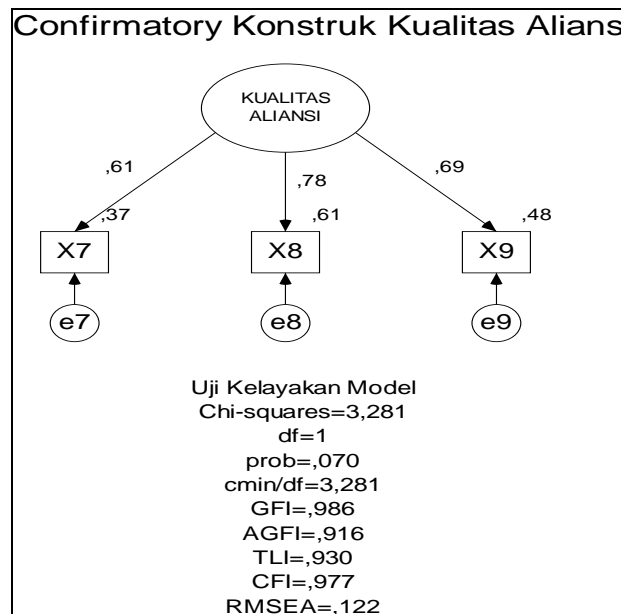 Confirmatory Konstruk Kualitas Alians
KUALITAS
ALIANSI
,61
,78
,69
,37
,61
,48
X7
X8
X9
e7
e8
e9
Uji Kelayakan Model
Chi-squares=3,281
df=1
prob=,070
cmin/df=3,281
GFI=,986
AGFI=,916
TLI=,930
CFI=,977
RMSEA=,122